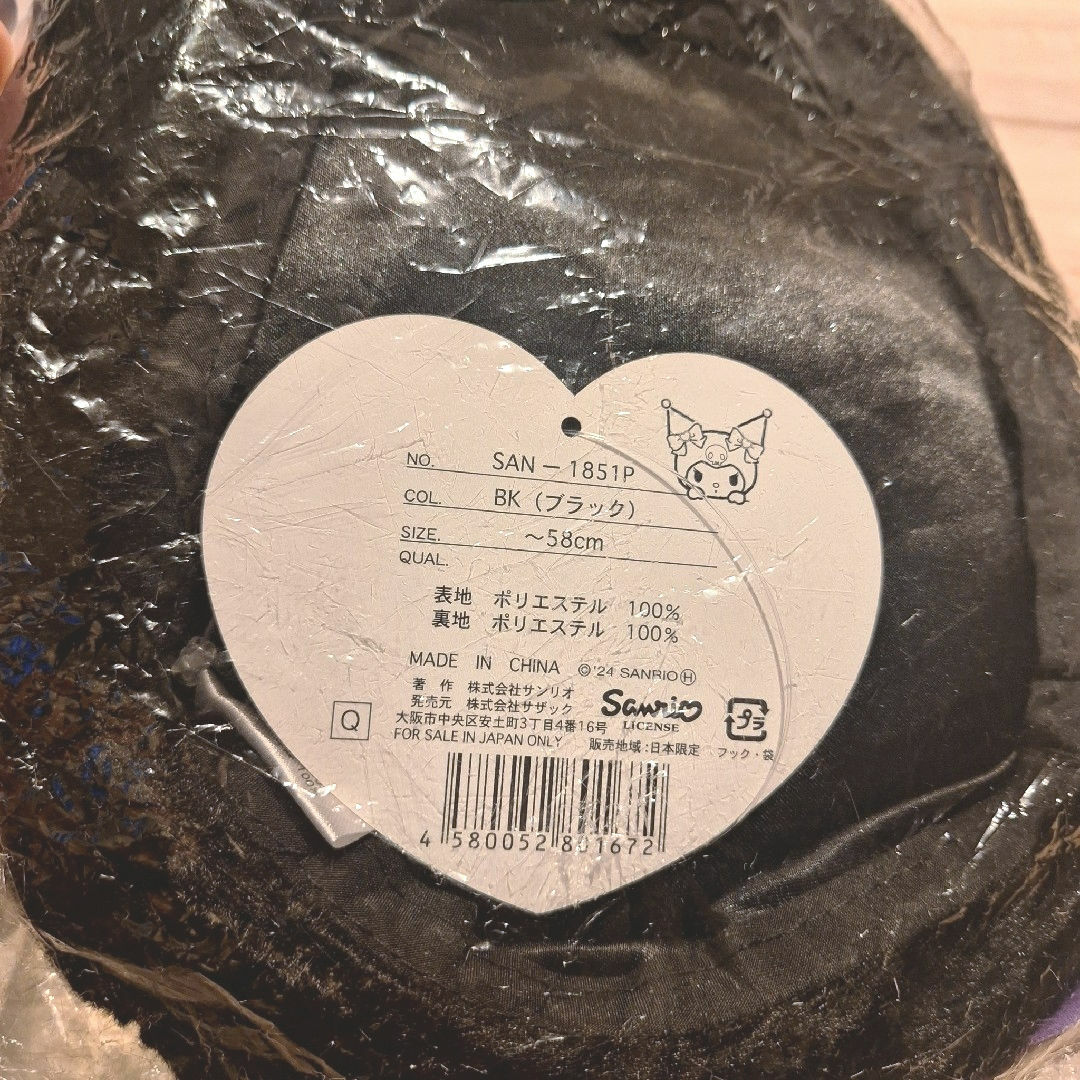 NO. SAN－1851P
COL. BK（ブラック）
SIZE. ～58cm
QUAL.
表地 ポリエステル 100%
裏地 ポリエステル 100%
MADE IN CHINA ©'24 SANRIO Ⓗ
著 作 株式会社サンリオ
発売元 株式会社サザック
大阪市中央区安土町3丁目4番16号
Q
Sanrio
LICENSE
プラ
FOR SALE IN JAPAN ONLY 販売地域:日本限定 フック・袋
4 580052 801672